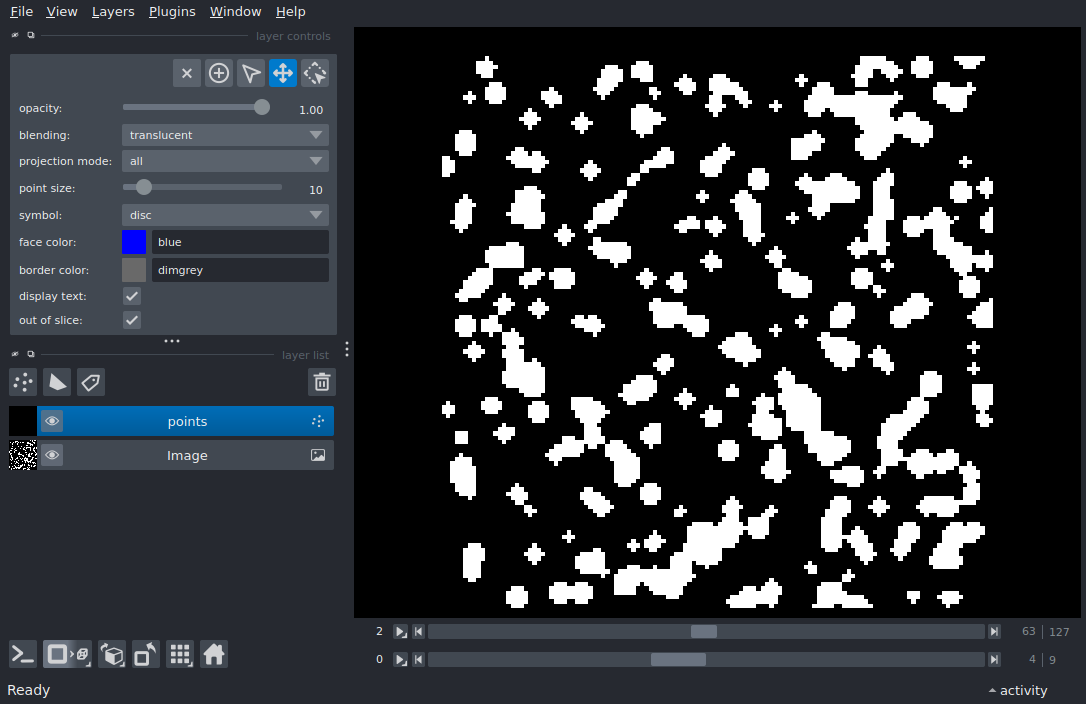 File View Layers Plugins Window Help
layer controls
opacity: 1.00
blending: translucent
projection mode: all
point size: 10
symbol: disc
face color: blue
border color: dimgrey
display text:
out of slice:
layer list
points
Image
2 63 | 127
0 4 | 9
Ready activity